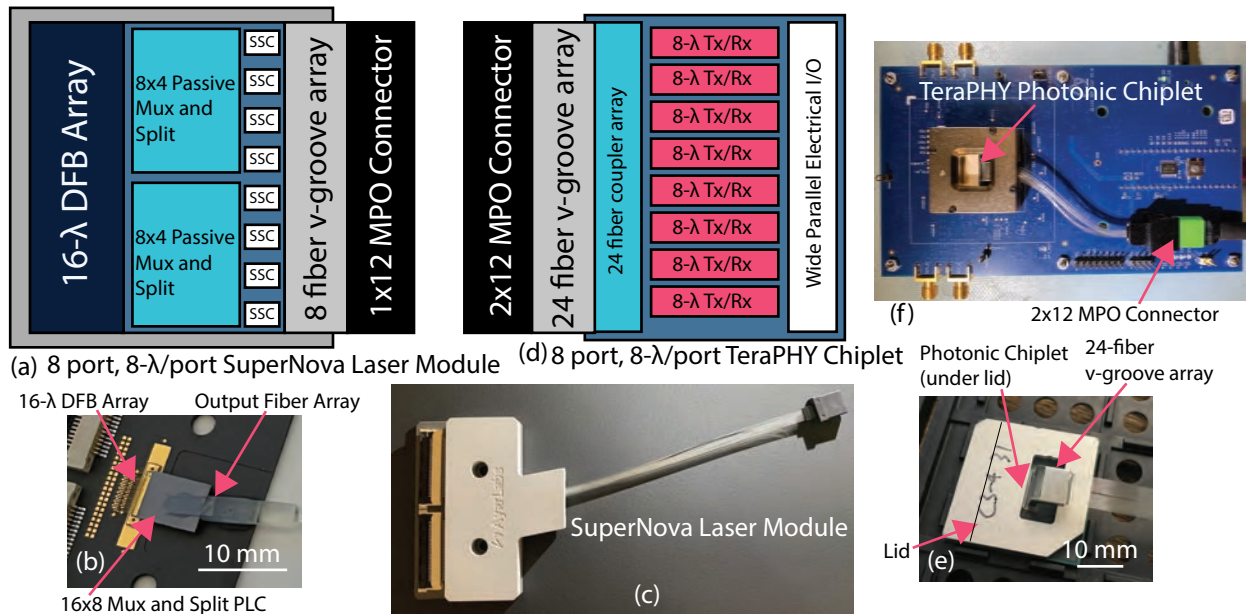 16-λ DFB Array
8x4 Passive
Mux and
Split
8x4 Passive
Mux and
Split
SSC
SSC
SSC
SSC
SSC
SSC
SSC
SSC
8 fiber v-groove array
1x12 MPO Connector
(a) 8 port, 8-λ/port SuperNova Laser Module
2x12 MPO Connector
24 fiber v-groove array
24 fiber coupler array
8-λ Tx/Rx
8-λ Tx/Rx
8-λ Tx/Rx
8-λ Tx/Rx
8-λ Tx/Rx
8-λ Tx/Rx
8-λ Tx/Rx
8-λ Tx/Rx
Wide Parallel Electrical I/O
(d) 8 port, 8-λ/port TeraPHY Chiplet
TeraPHY Photonic Chiplet
(f)
2x12 MPO Connector
16-λ DFB Array
Output Fiber Array
(b)
10 mm
16x8 Mux and Split PLC
Ayar Labs
SuperNova Laser Module
(c)
Photonic Chiplet
(under lid)
24-fiber
v-groove array
Lid
(e)
10 mm